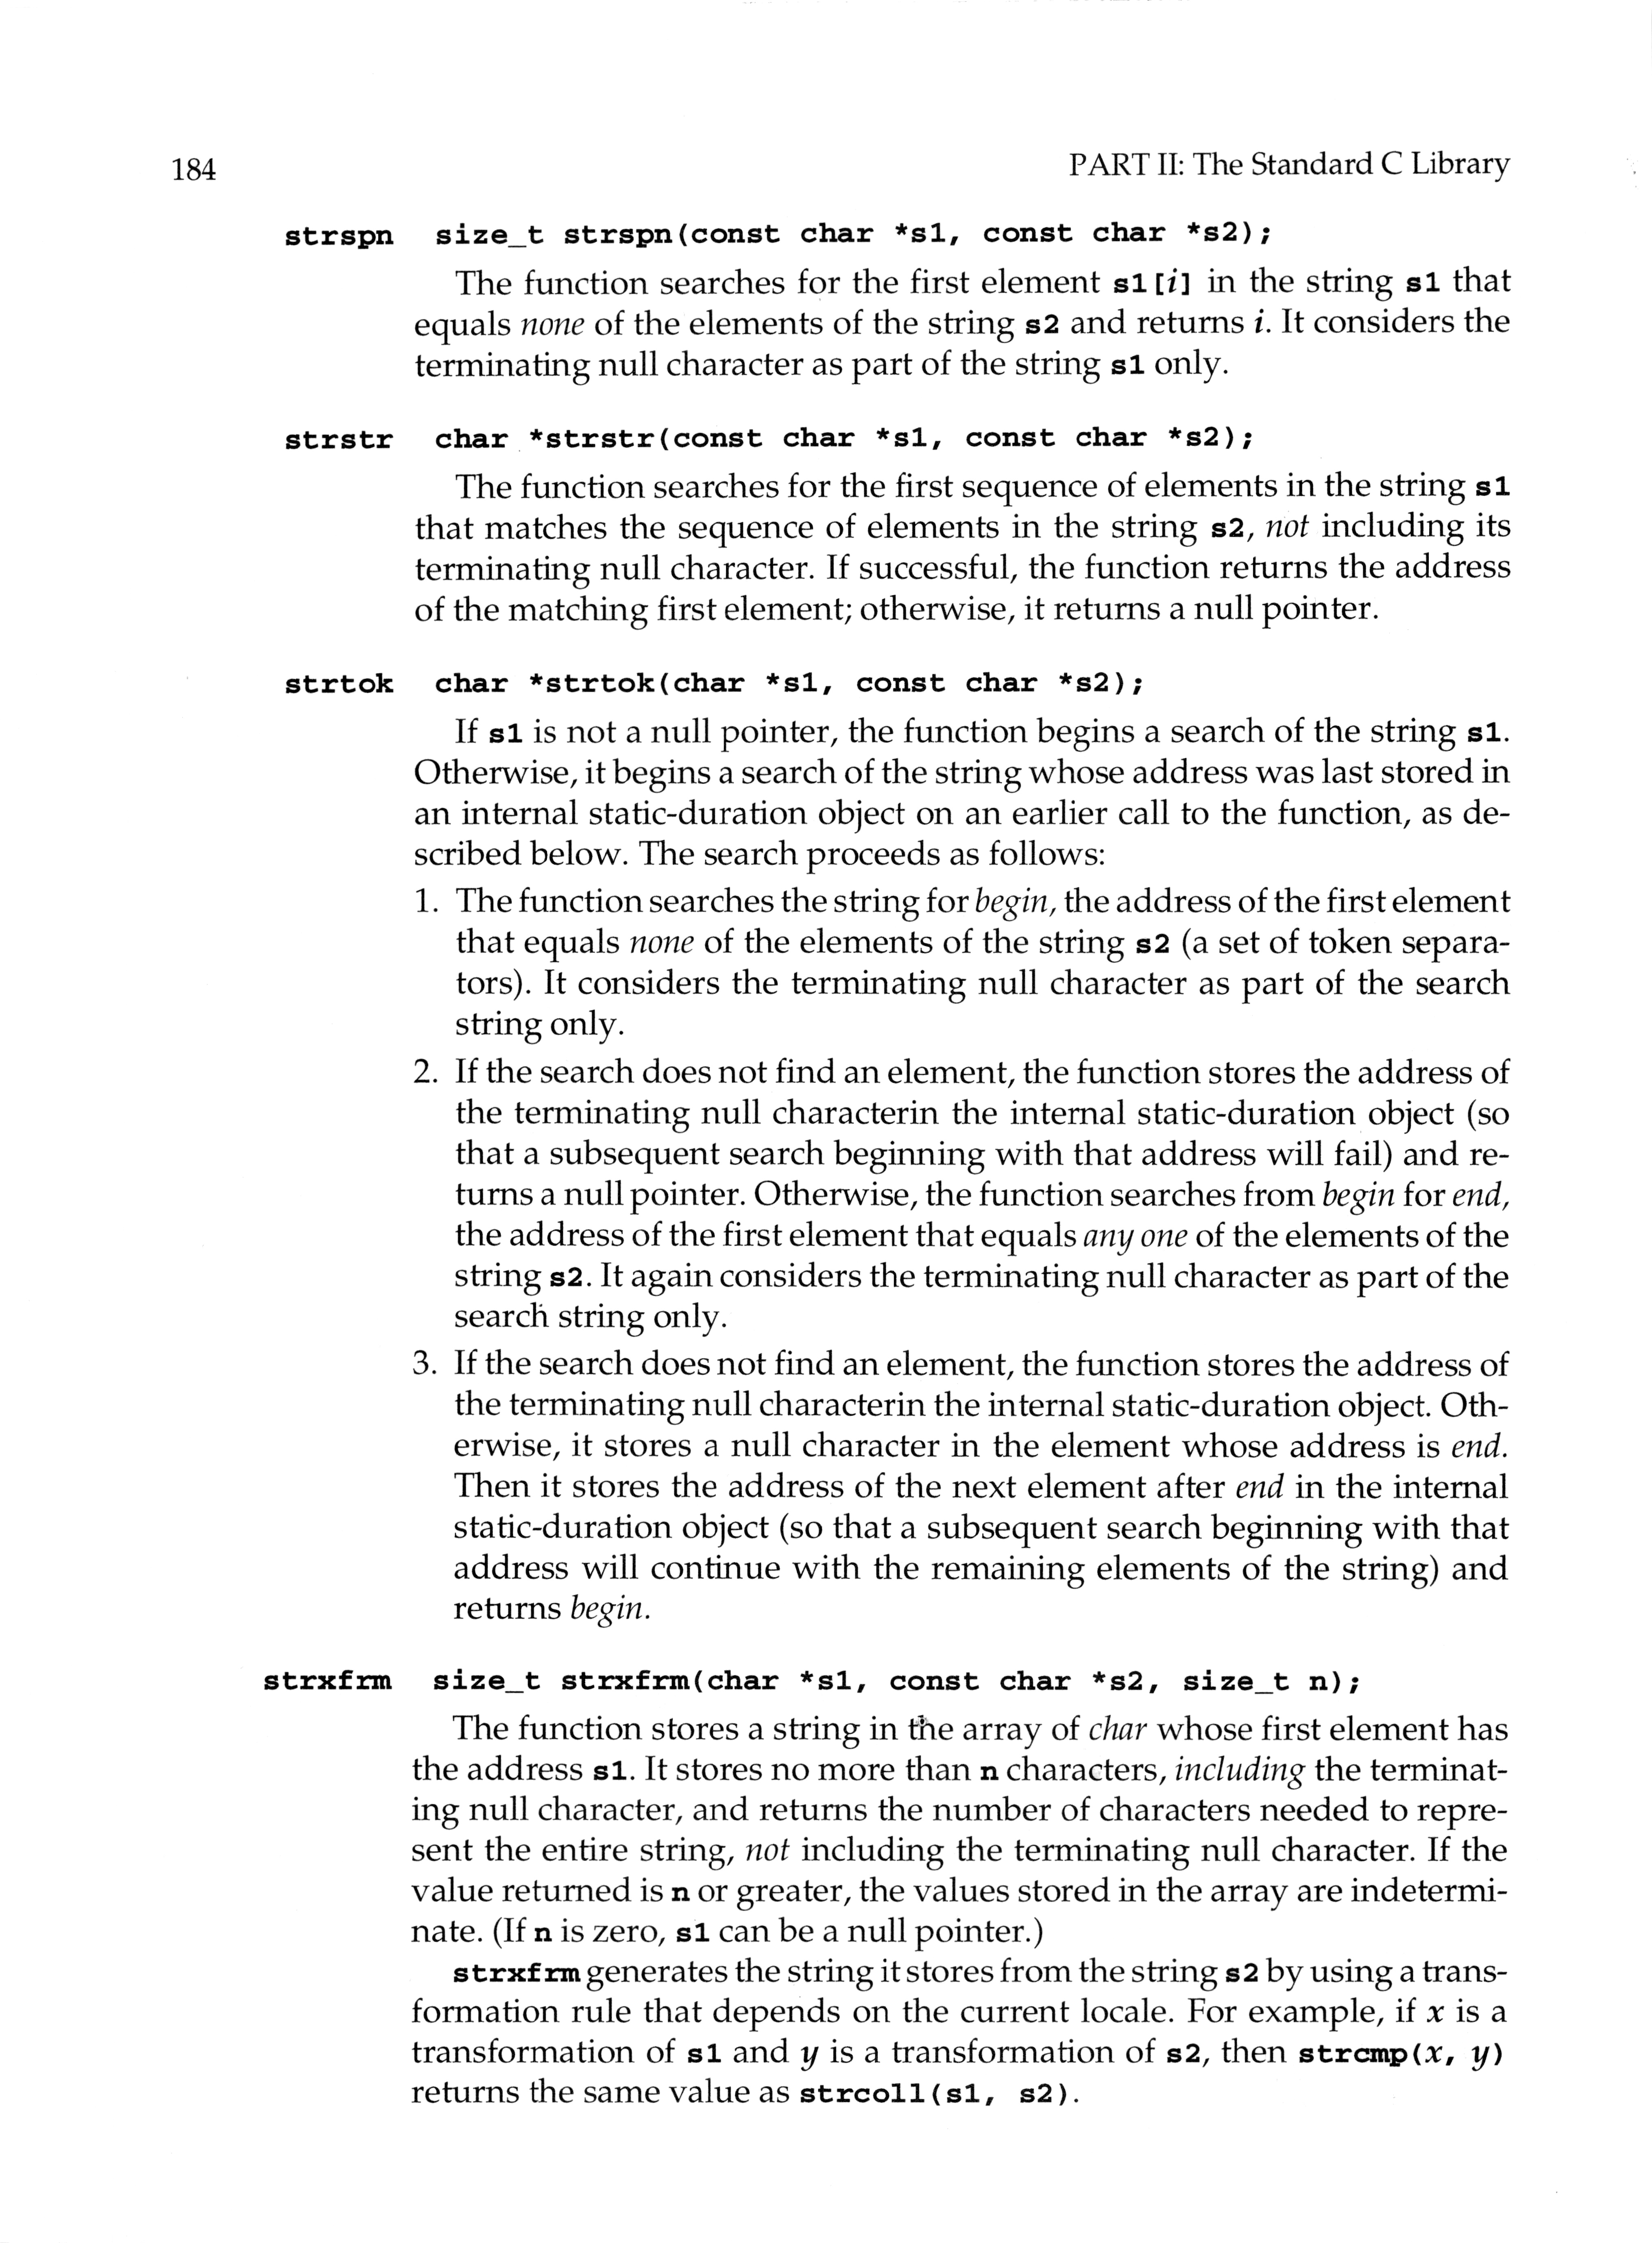 184 PART II: The Standard C Library
strspn size_t strspn(const char *s1, const char *s2);
The function searches for the first element s1[i] in the string s1 that
equals none of the elements of the string s2 and returns i. It considers the
terminating null character as part of the string s1 only.
strstr char *strstr(const char *s1, const char *s2);
The function searches for the first sequence of elements in the string s1
that matches the sequence of elements in the string s2, not including its
terminating null character. If successful, the function returns the address
of the matching first element; otherwise, it returns a null pointer.
strtok char *strtok(char *s1, const char *s2);
If s1 is not a null pointer, the function begins a search of the string s1.
Otherwise, it begins a search of the string whose address was last stored in
an internal static-duration object on an earlier call to the function, as de-
scribed below. The search proceeds as follows:
1. The function searches the string for begin, the address of the first element
that equals none of the elements of the string s2 (a set of token separa-
tors). It considers the terminating null character as part of the search
string only.
2. If the search does not find an element, the function stores the address of
the terminating null characterin the internal static-duration object (so
that a subsequent search beginning with that address will fail) and re-
turns a null pointer. Otherwise, the function searches from begin for end,
the address of the first element that equals any one of the elements of the
string s2. It again considers the terminating null character as part of the
search string only.
3. If the search does not find an element, the function stores the address of
the terminating null characterin the internal static-duration object. Oth-
erwise, it stores a null character in the element whose address is end.
Then it stores the address of the next element after end in the internal
static-duration object (so that a subsequent search beginning with that
address will continue with the remaining elements of the string) and
returns begin.
strxfrm size_t strxfrm(char *s1, const char *s2, size_t n);
The function stores a string in the array of char whose first element has
the address s1. It stores no more than n characters, including the terminat-
ing null character, and returns the number of characters needed to repre-
sent the entire string, not including the terminating null character. If the
value returned is n or greater, the values stored in the array are indetermi-
nate. (If n is zero, s1 can be a null pointer.)
strxfrm generates the string it stores from the string s2 by using a trans-
formation rule that depends on the current locale. For example, if x is a
transformation of s1 and y is a transformation of s2, then strcmp(x, y)
returns the same value as strcoll(s1, s2).